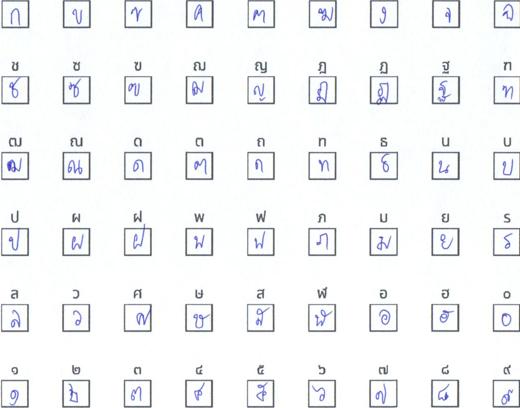 ก ข ฃ ค ฅ ฆ ง จ ฉ
ช ซ ฃ ฌ ญ ฎ ฏ ฐ ฑ
ช ซ ฃ ฌ ญ ฎ ฏ ฐ ฑ
ฒ ณ ด ต ถ ท ธ น บ
ฒ ณ ด ต ถ ท ธ น บ
ป ผ ฝ พ ฟ ภ ม ย ร
ป ผ ฝ พ ฟ ภ ม ย ร
ล ว ศ ษ ส ฬ อ ฮ ๐
ล ว ศ ษ ส ฬ อ ฮ ๐
๑ ๒ ๓ ๔ ๕ ๖ ๗ ๘ ๙
๑ ๒ ๓ ๔ ๕ ๖ ๗ ๘ ๙